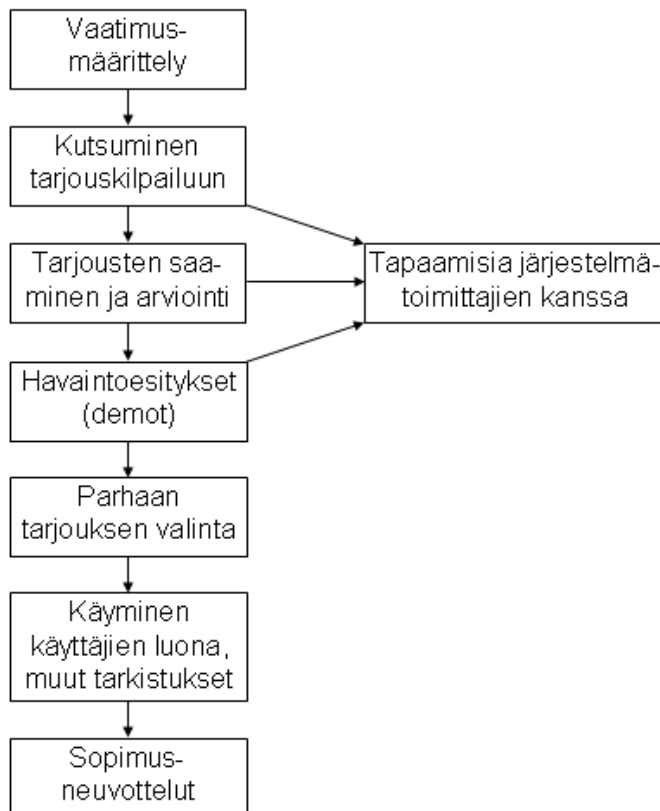 Vaatimus-
määrittely
Kutsuminen
tarjouskilpailuun
Tarjousten saa-
minen ja arviointi
Tapaamisia järjestelmä-
toimittajien kanssa
Havaintoesitykset
(demot)
Parhaan
tarjouksen valinta
Käyminen
käyttäjien luona,
muut tarkistukset
Sopimus-
neuvottelut